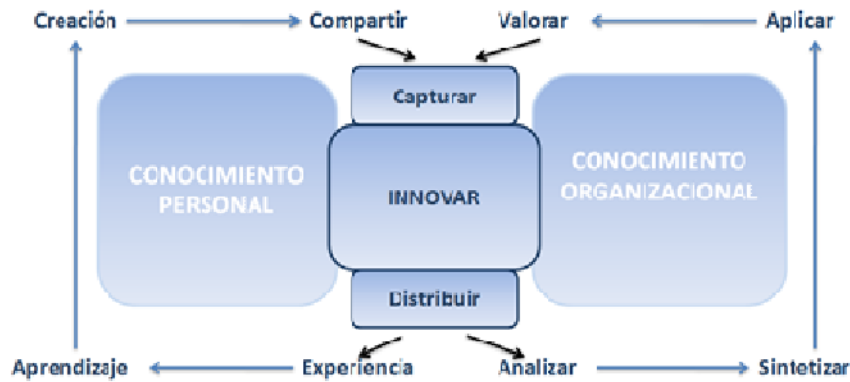 Creación Compartir Valorar Aplicar
Capturar
CONOCIMIENTO
PERSONAL
INNOVAR
CONOCIMIENTO
ORGANIZACIONAL
Distribuir
Aprendizaje Experiencia Analizar Sintetizar